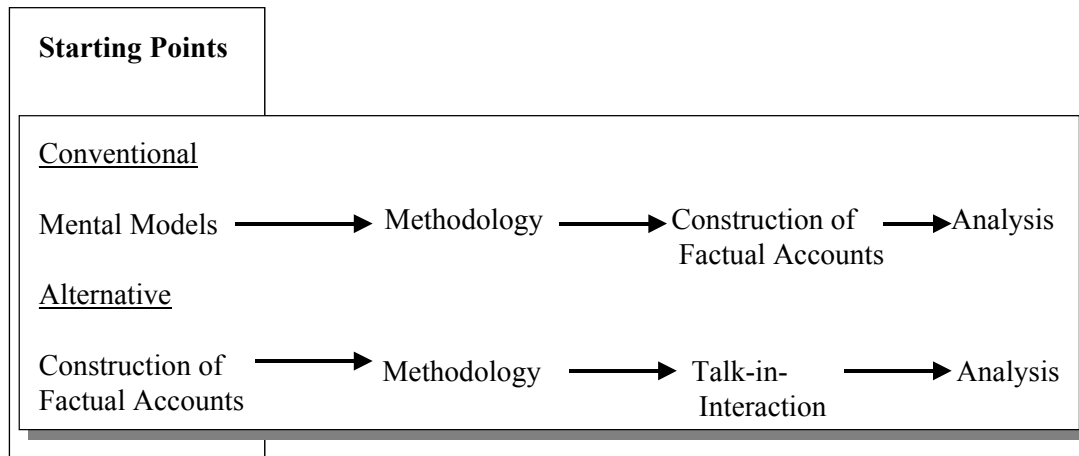 Starting Points
Conventional
Mental Models Methodology Construction of Analysis
Factual Accounts
Alternative
Construction of Methodology Talk-in- Analysis
Factual Accounts Interaction